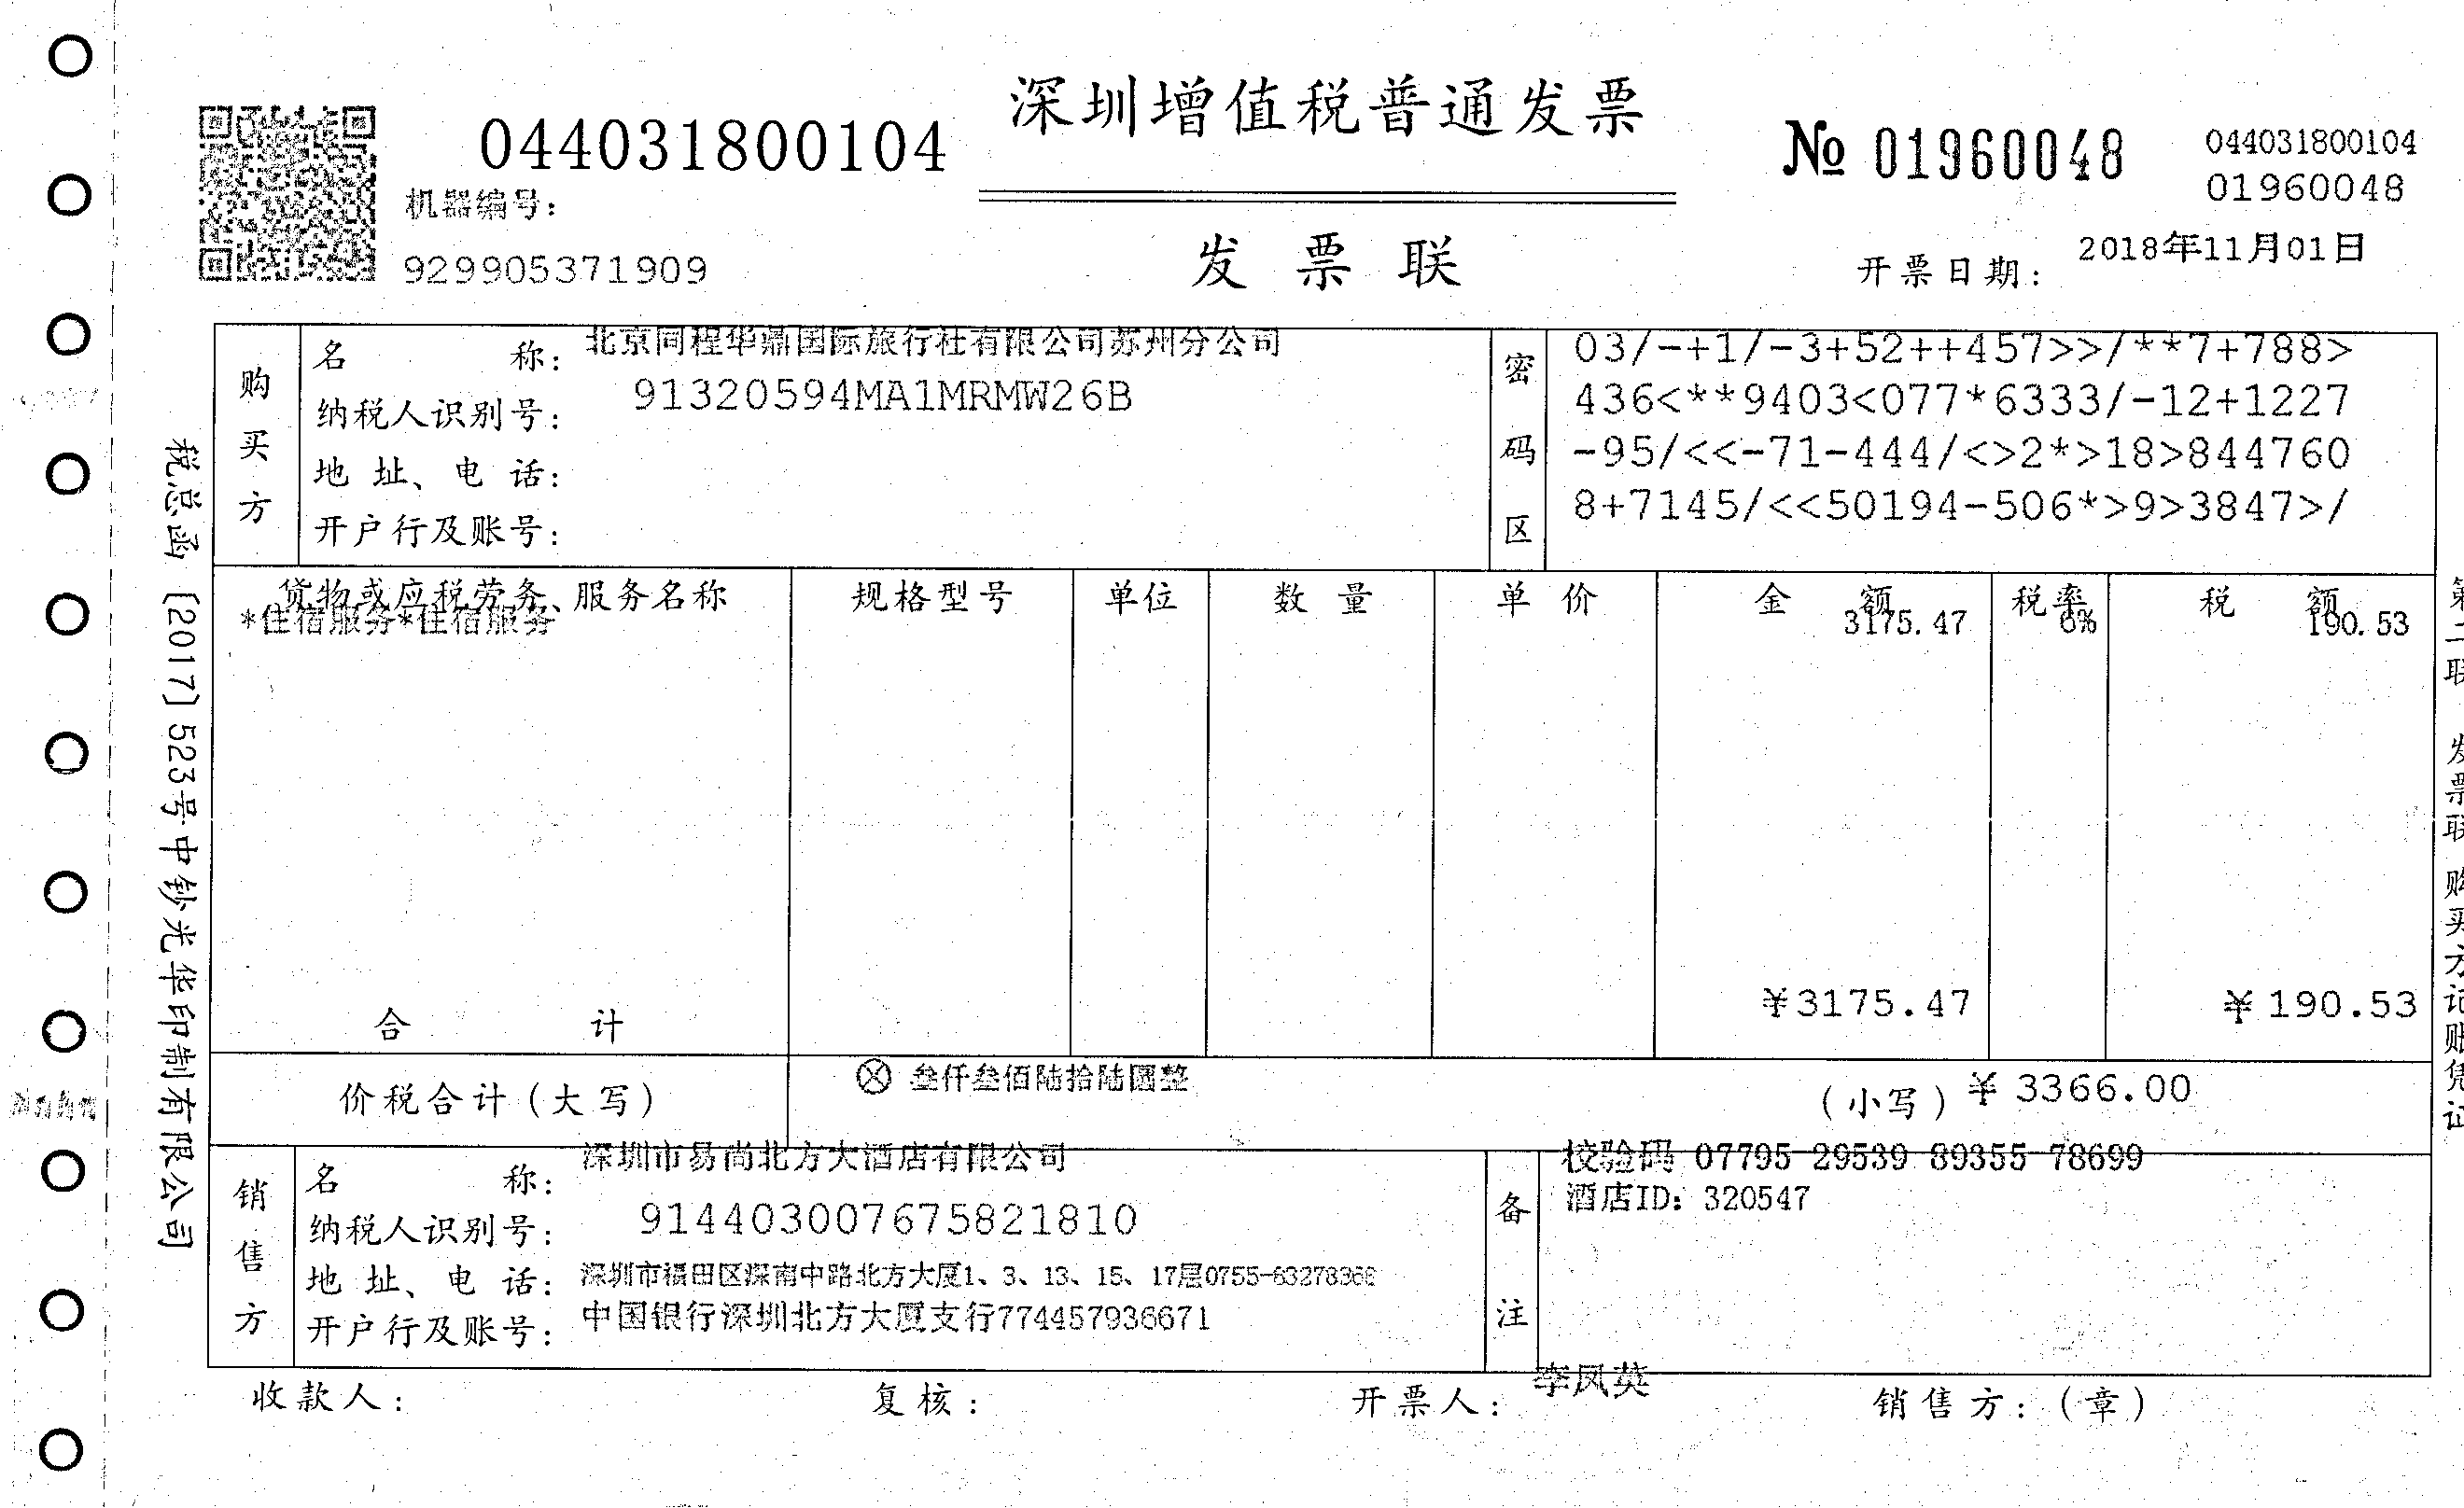 深圳增值税普通发票
044031800104
№ 01960048
044031800104
01960048
机器编号：
929905371909
发票联
开票日期：
2018年11月01日
购买方
名称：
北京同程华鼎国际旅行社有限公司苏州分公司
纳税人识别号：
91320594MA1MRMW26B
地址、电话：
开户行及账号：
密码区
03/-+1/-3+52++457>>/**7+788>
436<**9403<077*6333/-12+1227
-95/<<-71-444/<>2*>18>844760
8+7145/<<50194-506*>9>3847>/
货物或应税劳务、服务名称 规格型号 单位 数量 单价 金额 税率 税额
*住宿服务*住宿服务 3175.47 6% 190.53
合计 ¥3175.47 ¥190.53
价税合计（大写） ⊗ 叁仟叁佰陆拾陆圆整 （小写）¥3366.00
销售方
名称：
深圳市易尚北方大酒店有限公司
纳税人识别号：
914403007675821810
地址、电话：
深圳市福田区深南中路北方大厦1、3、13、15、17层0755-63278368
开户行及账号：
中国银行深圳北方大厦支行774457936671
备注
校验码 07795 29539 89355 78699
酒店ID：320547
收款人： 复核： 开票人： 李凤英 销售方：（章）
税总函〔2017〕523号中钞光华印制有限公司
第二联 发票联 购买方记账凭证